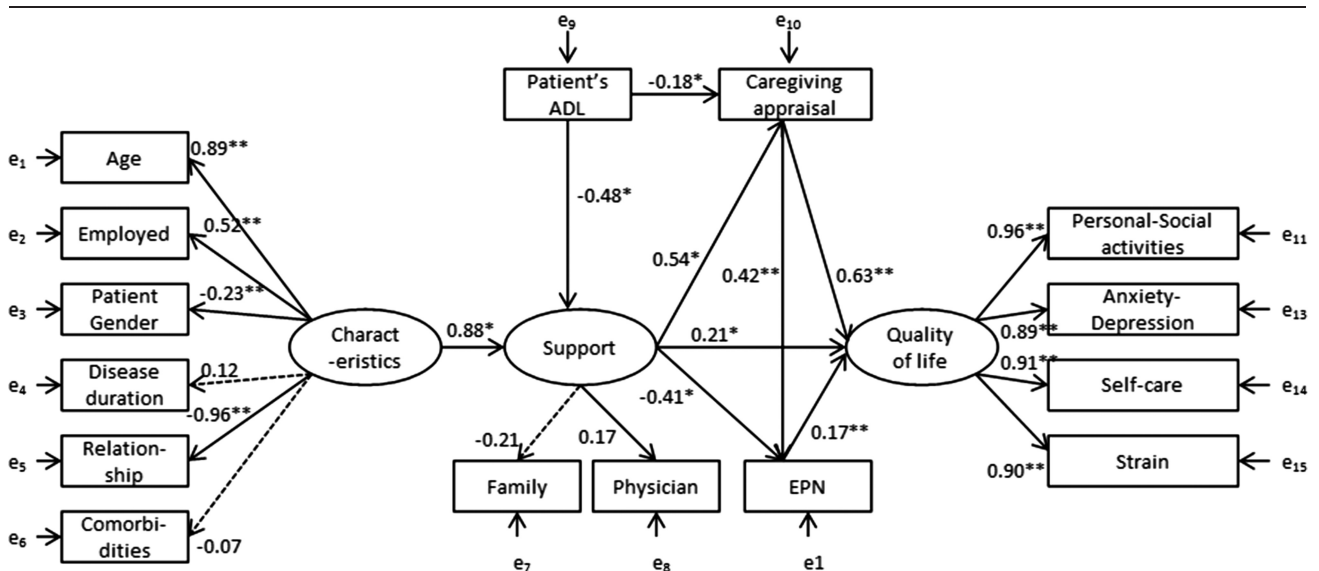 e9
e10
Patient's
ADL
-0.18*
Caregiving
appraisal
e1
Age
0.89**
e2
Employed
0.52**
-0.48*
e3
Patient
Gender
-0.23**
0.54*
0.42**
0.63**
0.96**
Personal-Social
activities
e11
Anxiety-
Depression
e13
0.89**
Charact
-eristics
0.88*
Support
0.21*
Quality
of life
e4
Disease
duration
0.12
0.91**
Self-care
e14
-0.96**
-0.41*
e5
Relation-
ship
-0.21
0.17
0.17**
0.90**
Strain
e15
Family
Physician
EPN
e6
Comorbi-
dities
-0.07
e7
e8
e1